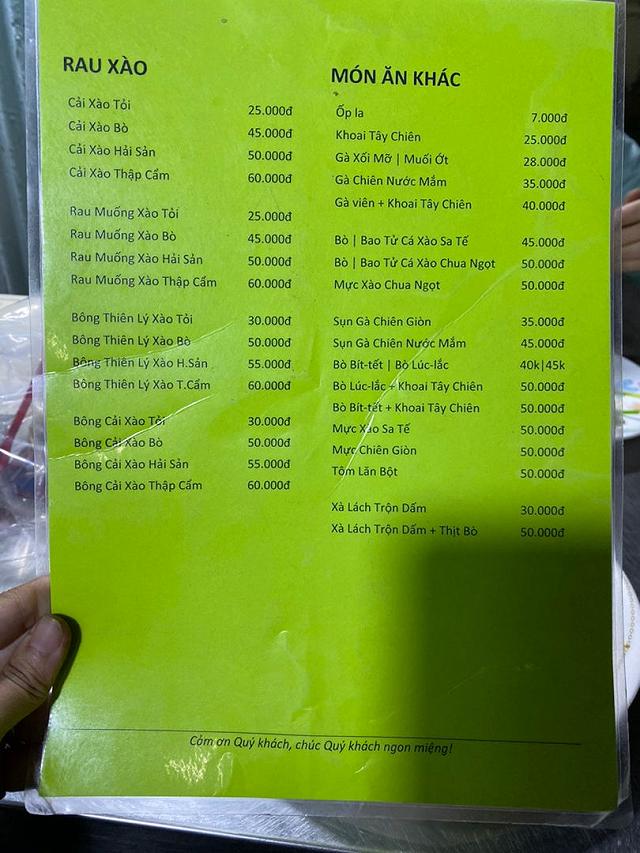 RAU XÀO
Cải Xào Tỏi 25.000đ
Cải Xào Bò 45.000đ
Cải Xào Hải Sản 50.000đ
Cải Xào Thập Cẩm 60.000đ
Rau Muống Xào Tỏi 25.000đ
Rau Muống Xào Bò 45.000đ
Rau Muống Xào Hải Sản 50.000đ
Rau Muống Xào Thập Cẩm 60.000đ
Bông Thiên Lý Xào Tỏi 30.000đ
Bông Thiên Lý Xào Bò 50.000đ
Bông Thiên Lý Xào H.Sản 55.000đ
Bông Thiên Lý Xào T.Cẩm 60.000đ
Bông Cải Xào Tỏi 30.000đ
Bông Cải Xào Bò 50.000đ
Bông Cải Xào Hải Sản 55.000đ
Bông Cải Xào Thập Cẩm 60.000đ
MÓN ĂN KHÁC
Ốp la 7.000đ
Khoai Tây Chiên 25.000đ
Gà Xối Mỡ | Muối Ớt 28.000đ
Gà Chiên Nước Mắm 35.000đ
Gà viên + Khoai Tây Chiên 40.000đ
Bò | Bao Tử Cá Xào Sa Tế 45.000đ
Bò | Bao Tử Cá Xào Chua Ngọt 50.000đ
Mực Xào Chua Ngọt 50.000đ
Sụn Gà Chiên Giòn 35.000đ
Sụn Gà Chiên Nước Mắm 45.000đ
Bò Bít-tết | Bò Lúc-lắc 40k|45k
Bò Lúc-lắc + Khoai Tây Chiên 50.000đ
Bò Bít-tết + Khoai Tây Chiên 50.000đ
Mực Xào Sa Tế 50.000đ
Mực Chiên Giòn 50.000đ
Tôm Lăn Bột 50.000đ
Xà Lách Trộn Dấm 30.000đ
Xà Lách Trộn Dấm + Thịt Bò 50.000đ
Cảm ơn Quý khách, chúc Quý khách ngon miệng!